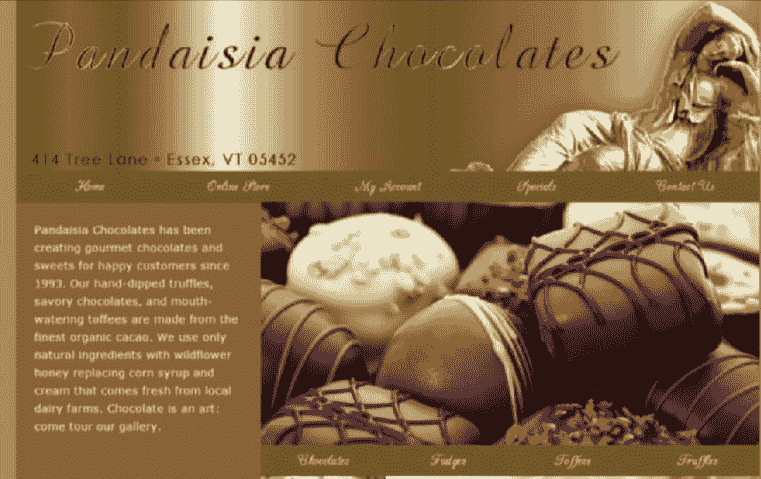 Pandaisia Chocolates
414 Tree Lane • Essex, VT 05452
Home Online Store My Account Specials Contact Us
Pandaisia Chocolates has been
creating gourmet chocolates and
sweets for happy customers since
1993. Our hand-dipped truffles,
savory chocolates, and mouth-
watering toffees are made from the
finest organic cacao. We use only
natural ingredients with wildflower
honey replacing corn syrup and
cream that comes fresh from local
dairy farms. Chocolate is an art:
come tour our gallery.
Chocolates Fudges Toffees Truffles